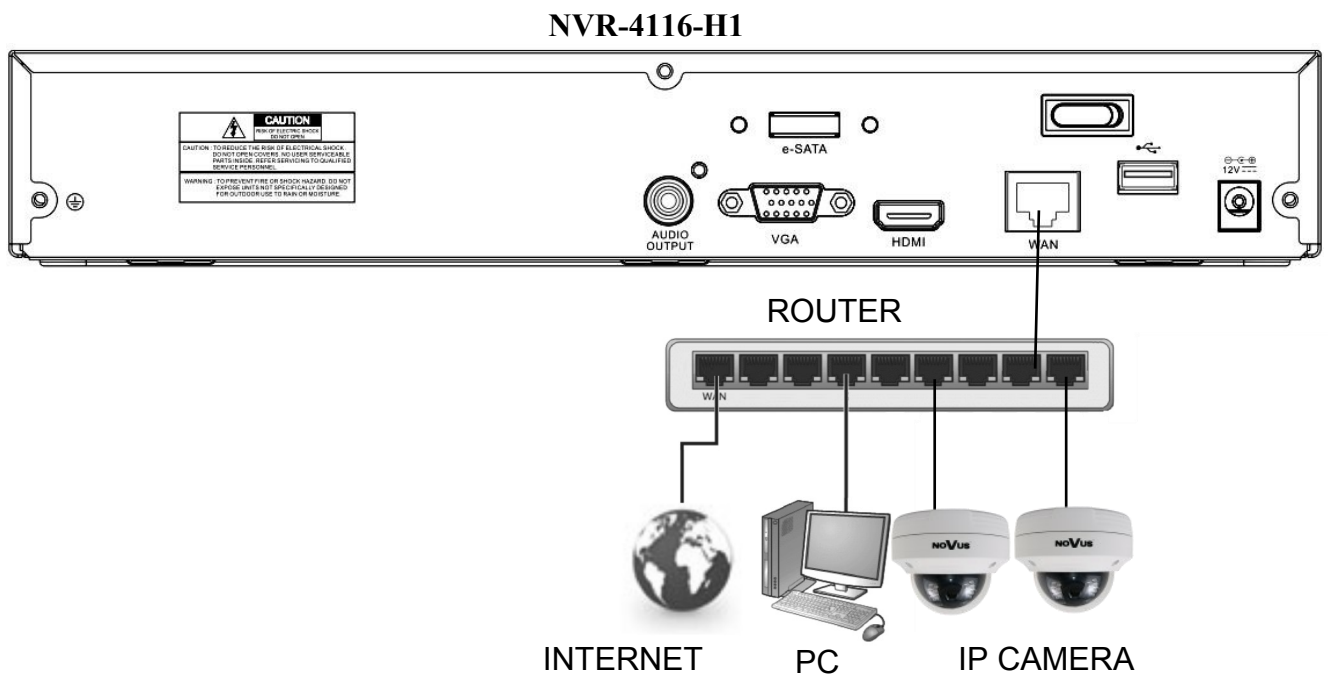 NVR-4116-H1
CAUTION
RISK OF ELECTRIC SHOCK
DO NOT OPEN
CAUTION : TO REDUCE THE RISK OF ELECTRICAL SHOCK
DO NOT OPEN COVERS. NO USER SERVICEABLE
PARTS INSIDE. REFER SERVICING TO QUALIFIED
SERVICE PERSONNEL
WARNING : TO PREVENT FIRE OR SHOCK HAZARD. DO NOT
EXPOSE UNITS NOT SPECIFICALLY DESIGNED
FOR OUTDOOR USE TO RAIN OR MOISTURE
e-SATA
12V
AUDIO
OUTPUT
VGA
HDMI
WAN
ROUTER
WAN
NOVUS
NOVUS
INTERNET
PC
IP CAMERA